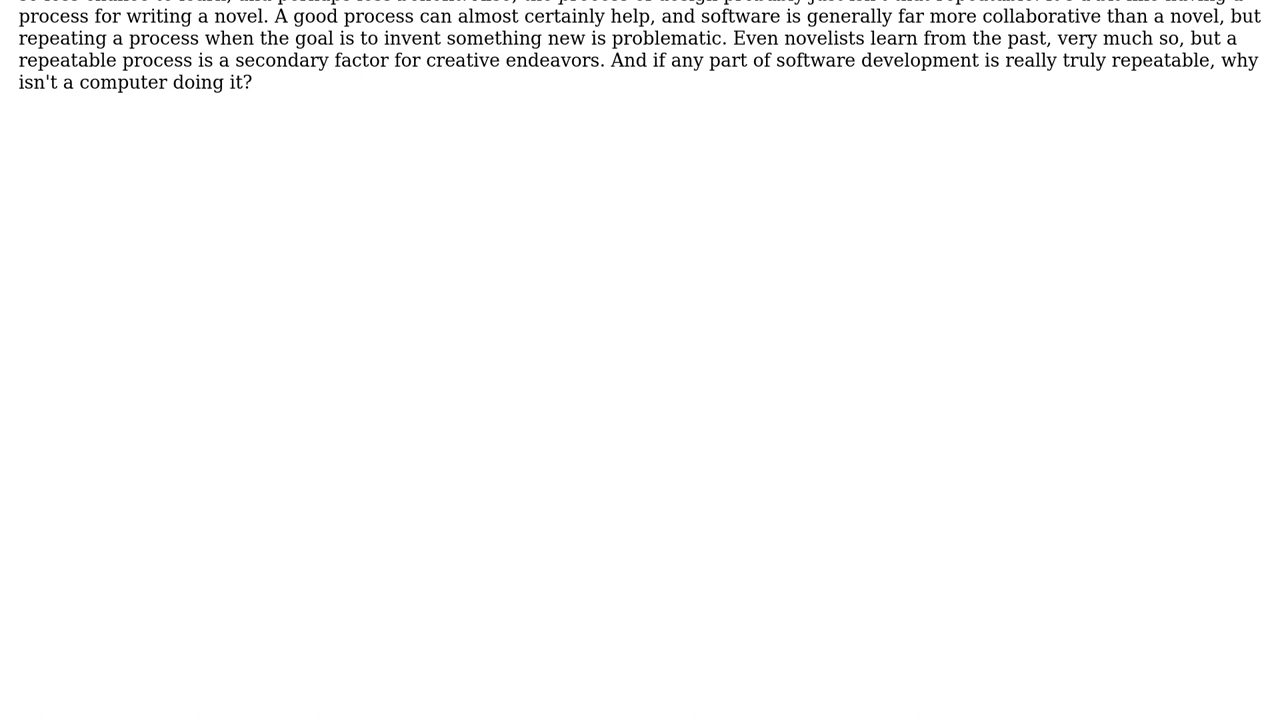 process for writing a novel. A good process can almost certainly help, and software is generally far more collaborative than a novel, but
repeating a process when the goal is to invent something new is problematic. Even novelists learn from the past, very much so, but a
repeatable process is a secondary factor for creative endeavors. And if any part of software development is really truly repeatable, why
isn't a computer doing it?